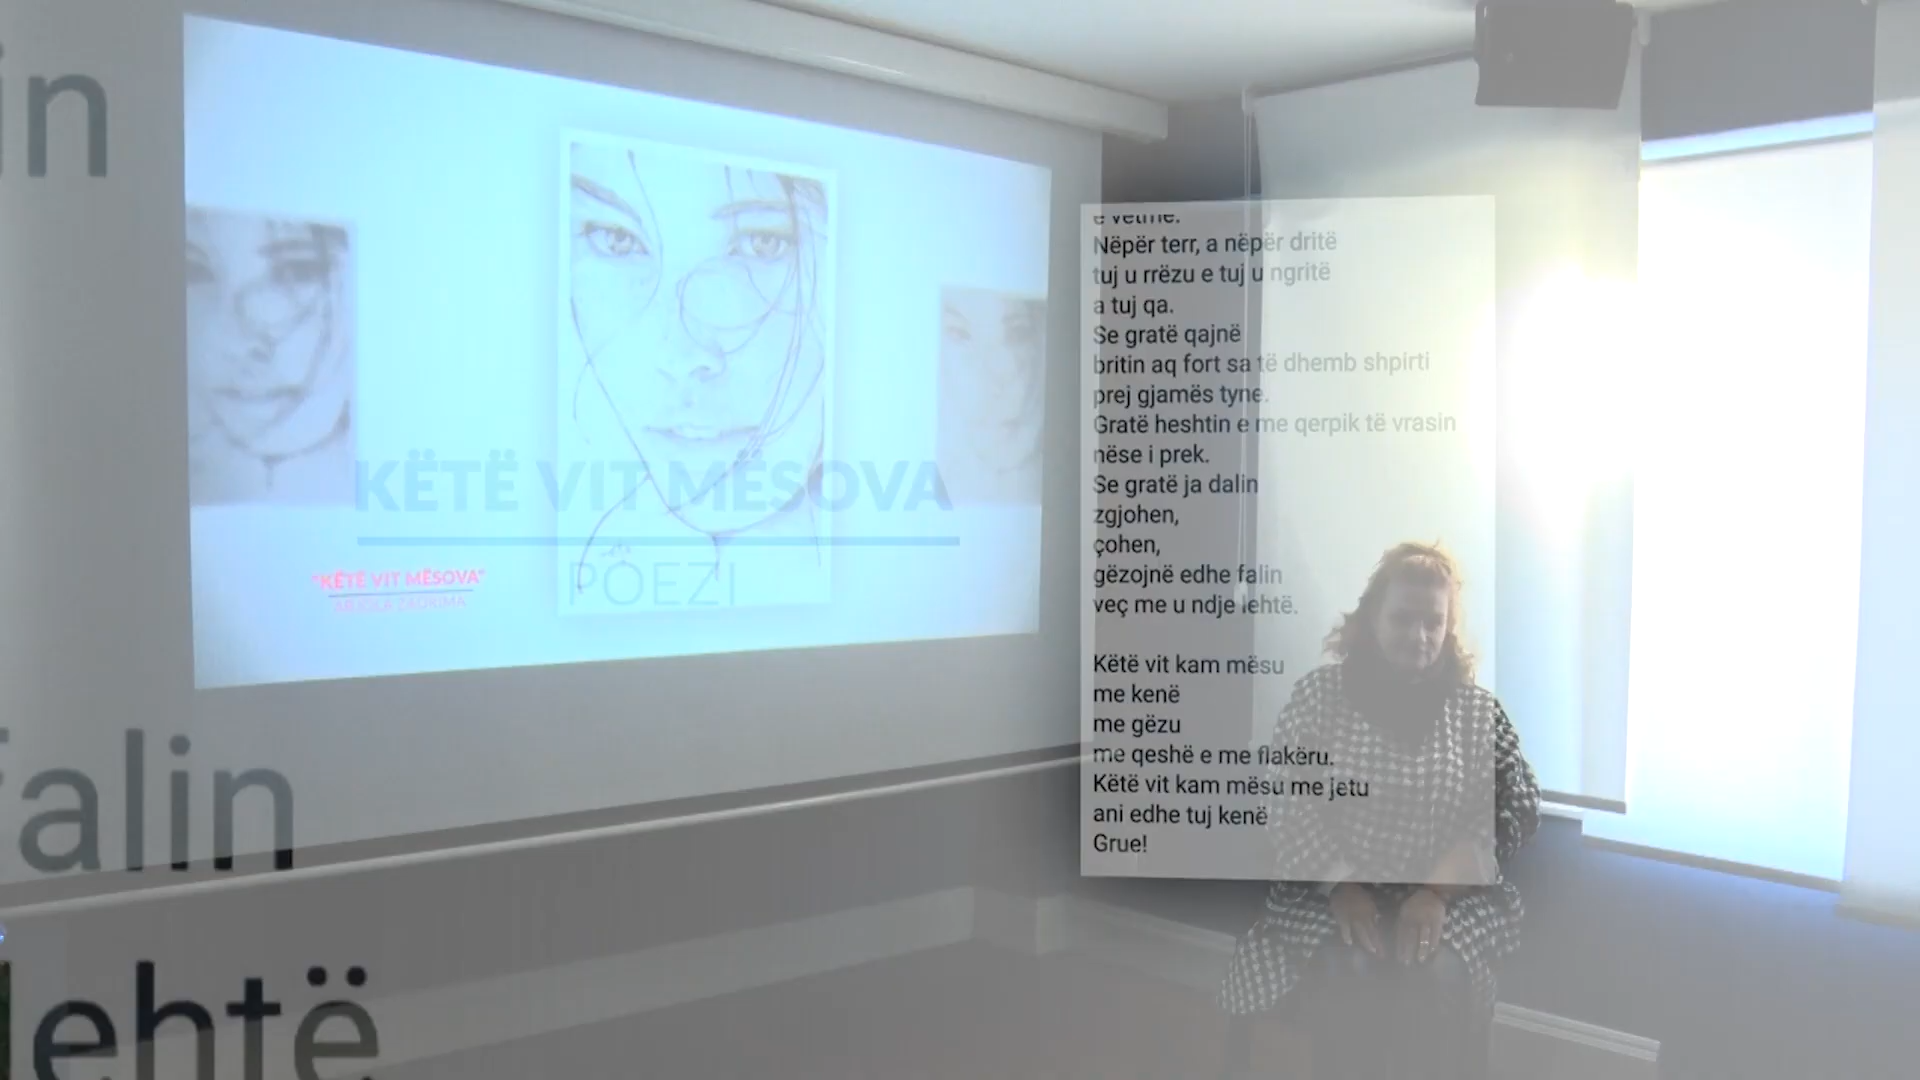 in
falin
lehtë
KËTË VIT MËSOVA
POEZI
"KËTË VIT MËSOVA"
e vetme.
Nëpër terr, a nëpër dritë
tuj u rrëzu e tuj u ngritë
a tuj qa.
Se gratë qajnë
britin aq fort sa të dhemb shpirti
prej gjamës tyne.
Gratë heshtin e me qerpik të vrasin
nëse i prek.
Se gratë ja dalin
zgjohen,
çohen,
gëzojnë edhe falin
veç me u ndje lehtë.
Këtë vit kam mësu
me kenë
me gëzu
me qeshë e me flakëru.
Këtë vit kam mësu me jetu
ani edhe tuj kenë
Grue!